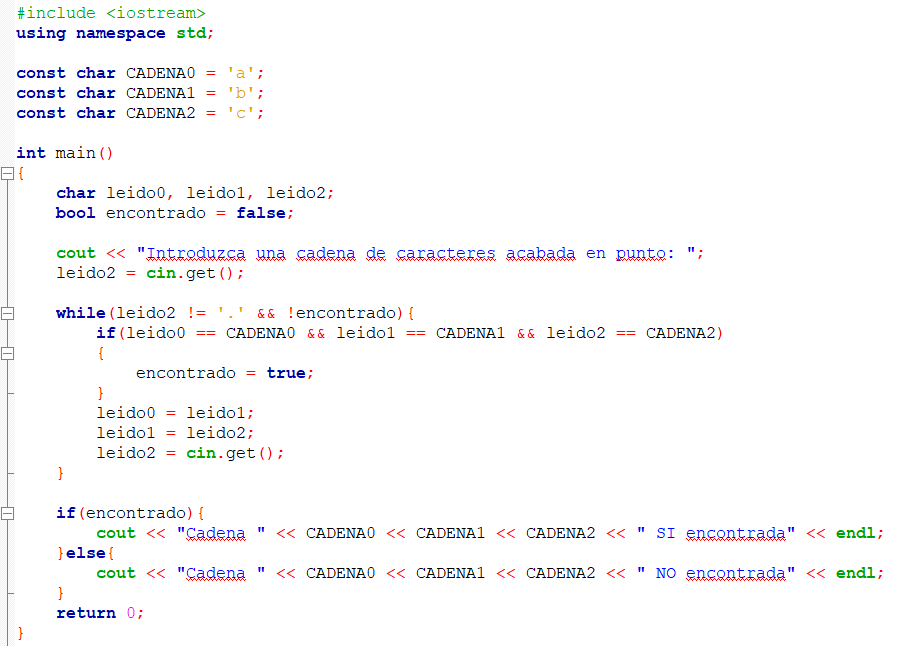 #include <iostream>
using namespace std;

const char CADENA0 = 'a';
const char CADENA1 = 'b';
const char CADENA2 = 'c';

int main()
{
    char leido0, leido1, leido2;
    bool encontrado = false;

    cout << "Introduzca una cadena de caracteres acabada en punto: ";
    leido2 = cin.get();

    while(leido2 != '.' && !encontrado){
        if(leido0 == CADENA0 && leido1 == CADENA1 && leido2 == CADENA2)
        {
            encontrado = true;
        }
        leido0 = leido1;
        leido1 = leido2;
        leido2 = cin.get();
    }

    if(encontrado){
        cout << "Cadena " << CADENA0 << CADENA1 << CADENA2 << " SI encontrada" << endl;
    }else{
        cout << "Cadena " << CADENA0 << CADENA1 << CADENA2 << " NO encontrada" << endl;
    }
    return 0;
}